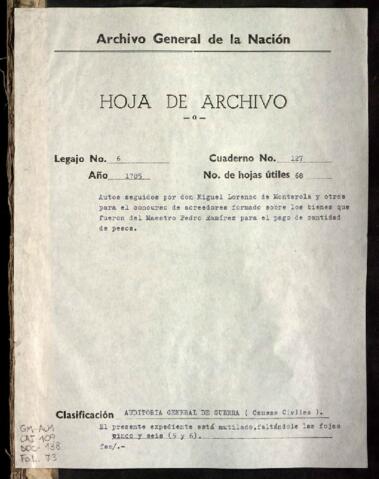 Archivo General de la Nación
HOJA DE ARCHIVO
—o—
Legajo No. 6 Cuaderno No. 127
Año 1785 No. de hojas útiles 68
Autos seguidos por don Miguel Lorenzo de Monterola y otros
para el concurso de acreedores formado sobre los bienes que
fueron del Maestro Pedro Ramírez para el pago de cantidad
de pesos.
Clasificación AUDITORIA GENERAL DE GUERRA ( Causas Civiles ).
El presente expediente está mutilado,faltándole las fojas
cinco y seis (5 y 6).
fas/.-
GM-AU1
CAJ 109
DOC- 138
FOL. 73